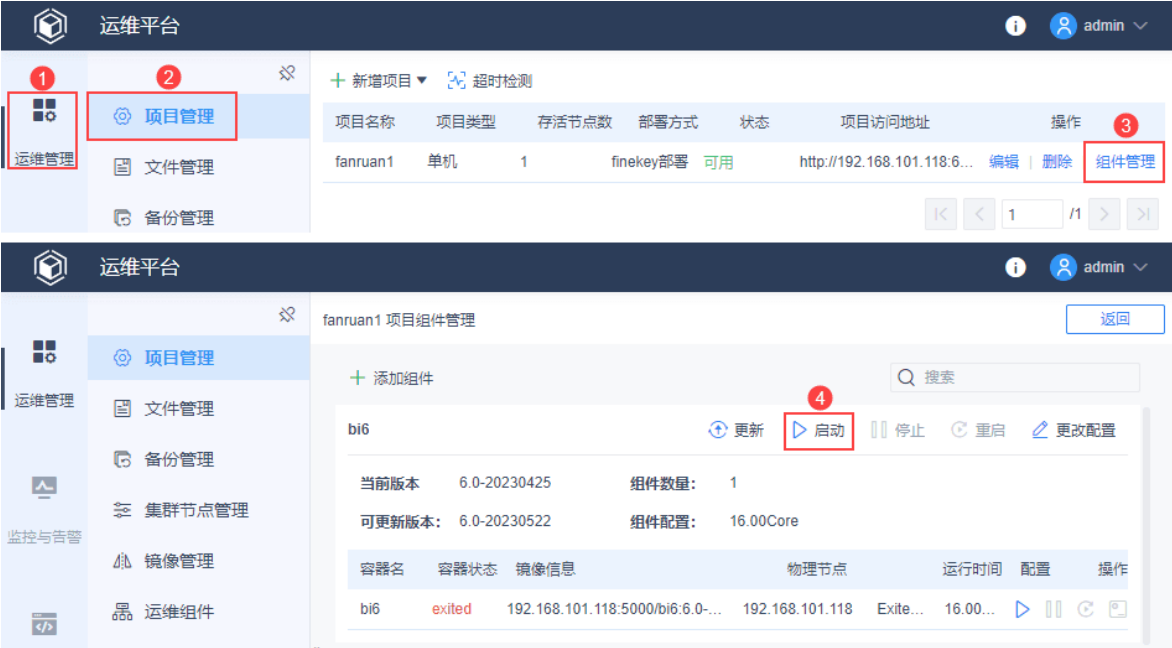 运维平台
admin
1
2
运维管理
项目管理
文件管理
备份管理
新增项目 超时检测
项目名称 项目类型 存活节点数 部署方式 状态 项目访问地址 操作
3
fanruan1 单机 1 finekey部署 可用 http://192.168.101.118:6... 编辑 | 删除 组件管理
1 /1
运维平台
admin
运维管理
监控与告警
项目管理
文件管理
备份管理
集群节点管理
镜像管理
运维组件
fanruan1 项目组件管理 返回
添加组件 搜索
4
bi6 更新 启动 停止 重启 更改配置
当前版本 6.0-20230425 组件数量： 1
可更新版本： 6.0-20230522 组件配置： 16.00Core
容器名 容器状态 镜像信息 物理节点 运行时间 配置 操作
bi6 exited 192.168.101.118:5000/bi6:6.0-... 192.168.101.118 Exite... 16.00...